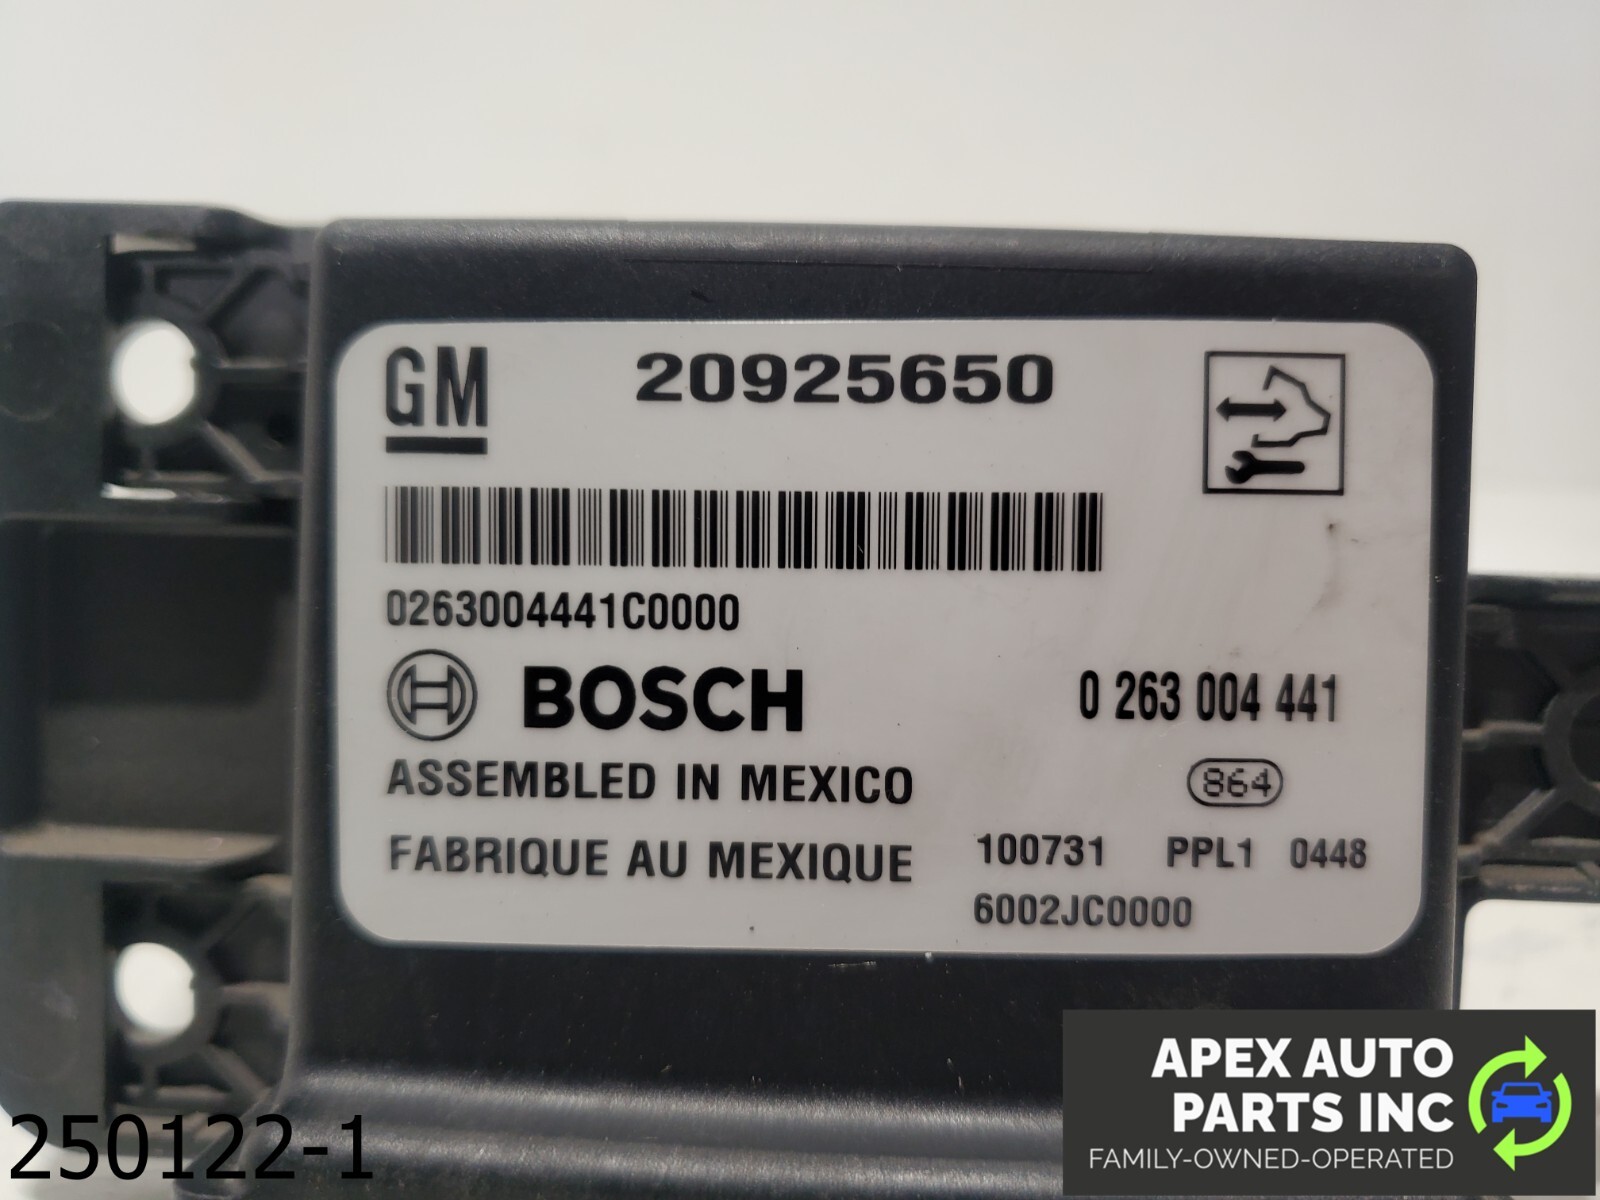 GM 20925650
0263004441C0000
BOSCH 0 263 004 441
ASSEMBLED IN MEXICO 864
FABRIQUE AU MEXIQUE 100731 PPL1 0448
6002JC0000
250122-1
APEX AUTO
PARTS INC
FAMILY-OWNED-OPERATED